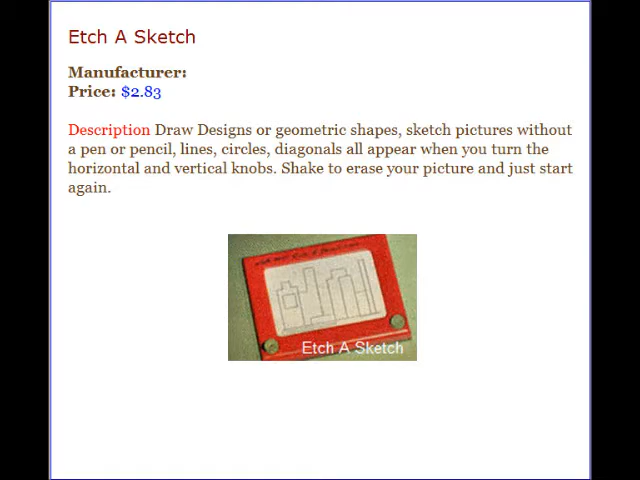 Etch A Sketch
Manufacturer:
Price: $2.83
Description Draw Designs or geometric shapes, sketch pictures without
a pen or pencil, lines, circles, diagonals all appear when you turn the
horizontal and vertical knobs. Shake to erase your picture and just start
again.
Etch A Sketch